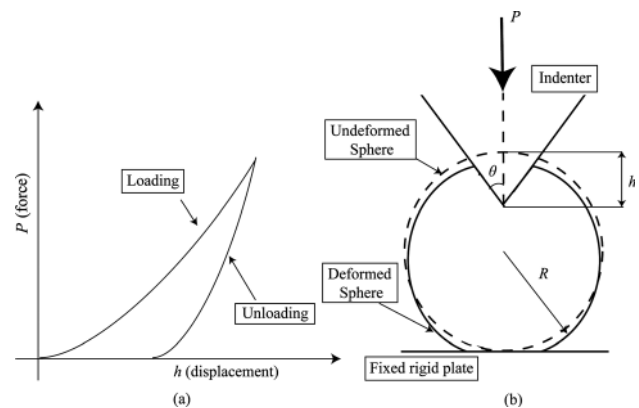 P (force)
Loading
Unloading
h (displacement)
(a)
P
Indenter
Undeformed
Sphere
θ
h
R
Deformed
Sphere
Fixed rigid plate
(b)